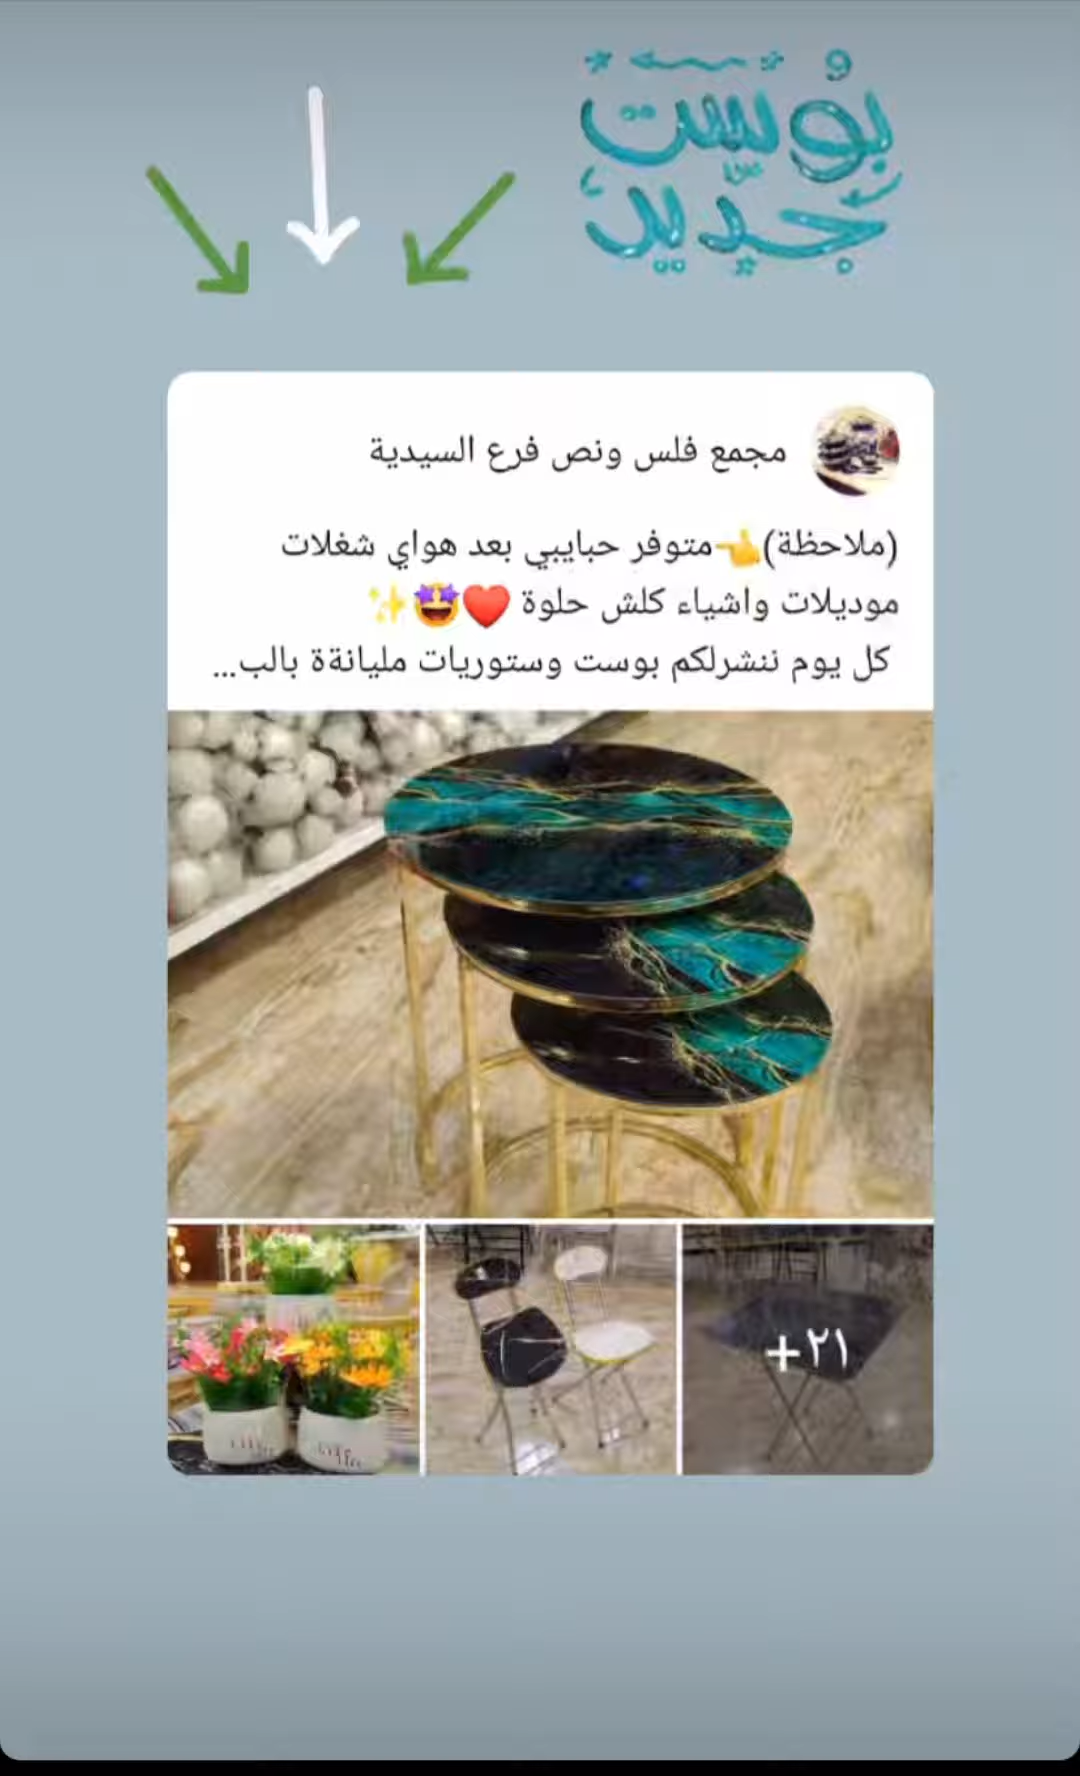 بوست
جديد
مجمع فلس ونص فرع السيدية
(ملاحظة)👈متوفر حبايبي بعد هواي شغلات
موديلات واشياء كلش حلوة ❤️🤩✨
كل يوم ننشرلكم بوست وستوريات مليانةة بالب...
+٢١